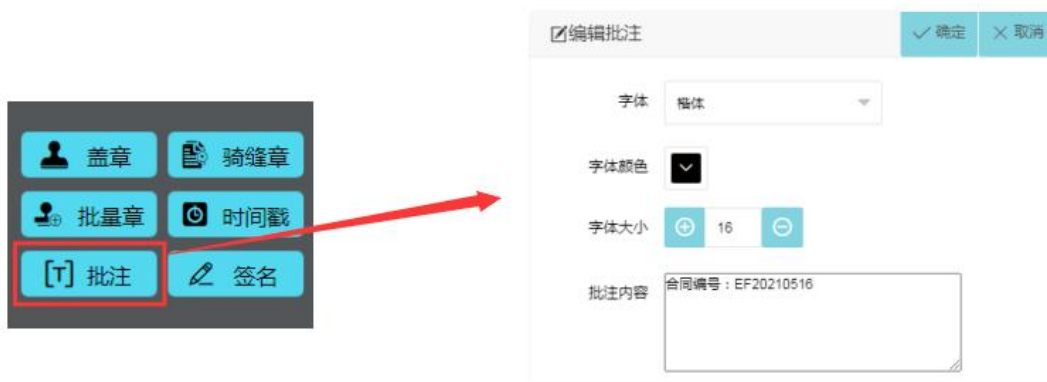 编辑批注
确定
取消
字体
楷体
字体颜色
字体大小
16
批注内容
合同编号：EF20210516
盖章
骑缝章
批量章
时间戳
[T] 批注
签名